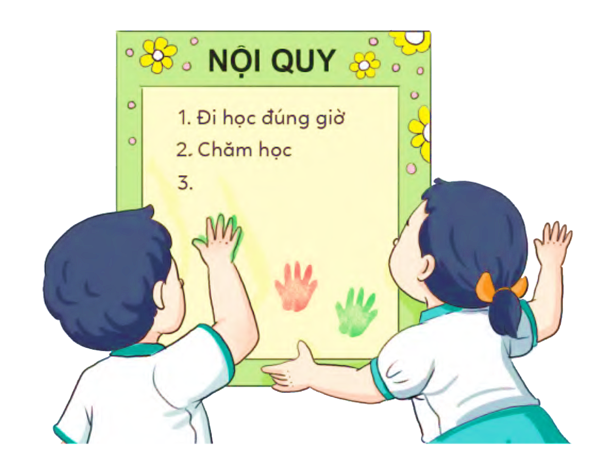 NỘI QUY
1. Đi học đúng giờ
2. Chăm học
3.